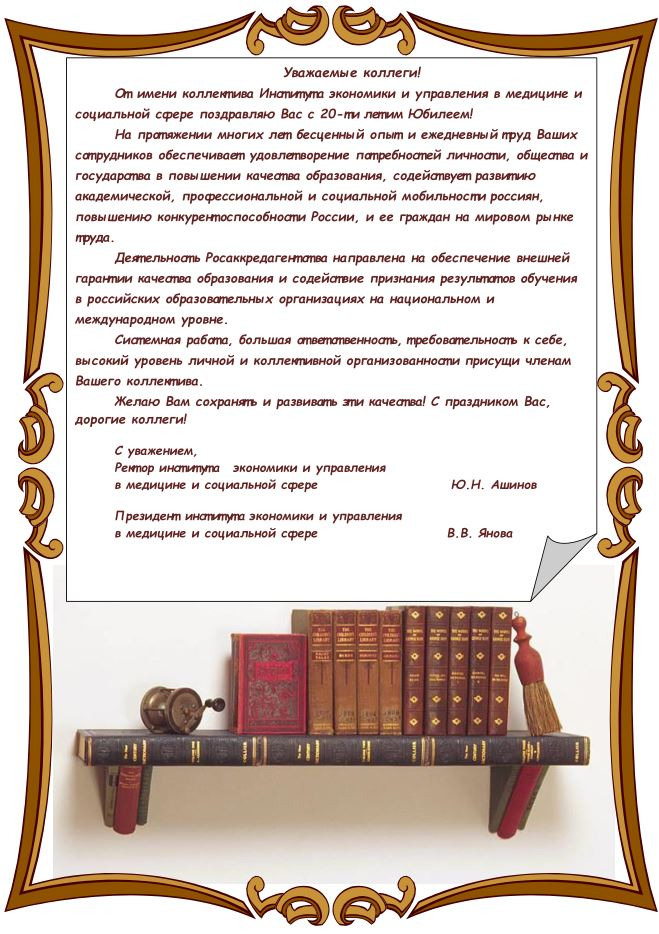 Уважаемые коллеги!
От имени коллектива Института экономики и управления в медицине и
социальной сфере поздравляю Вас с 20-ти летим Юбилеем!
На протяжении многих лет бесценный опыт и ежедневный труд Ваших
сотрудников обеспечивает удовлетворение потребностей личности, общества и
государства в повышении качества образования, содействует развитию
академической, профессиональной и социальной мобильности россиян,
повышению конкурентоспособности России, и ее граждан на мировом рынке
труда.
Деятельность Росаккредагентства направлена на обеспечение внешней
гарантии качества образования и содействие признания результатов обучения
в российских образовательных организациях на национальном и
международном уровне.
Системная работа, большая ответственность, требовательность к себе,
высокий уровень личной и коллективной организованности присущи членам
Вашего коллектива.
Желаю Вам сохранять и развивать эти качества! С праздником Вас,
дорогие коллеги!
С уважением,
Ректор института экономики и управления
в медицине и социальной сфере Ю.Н. Ашинов
Президент института экономики и управления
в медицине и социальной сфере В.В. Янова